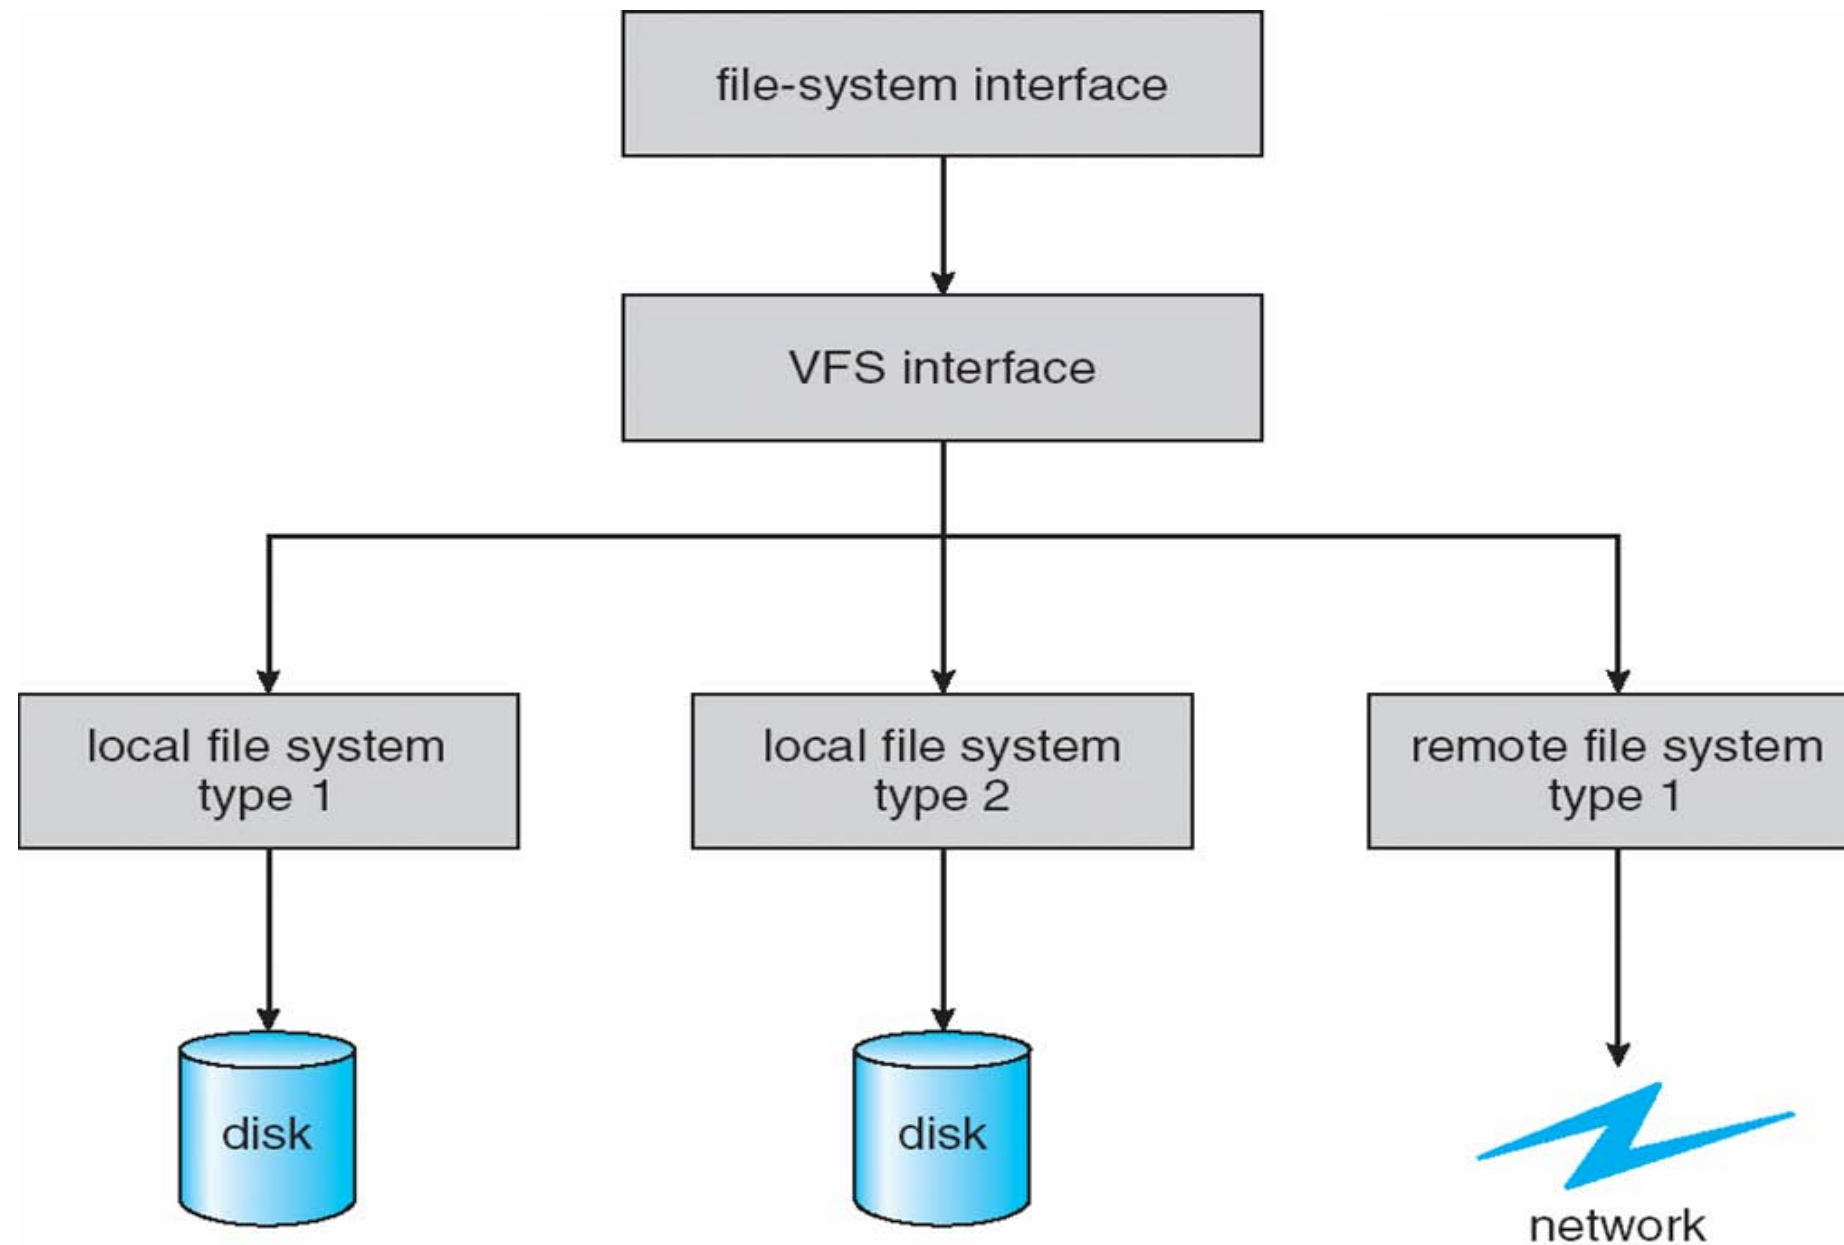 file-system interface
VFS interface
local file system
type 1
local file system
type 2
remote file system
type 1
disk
disk
network